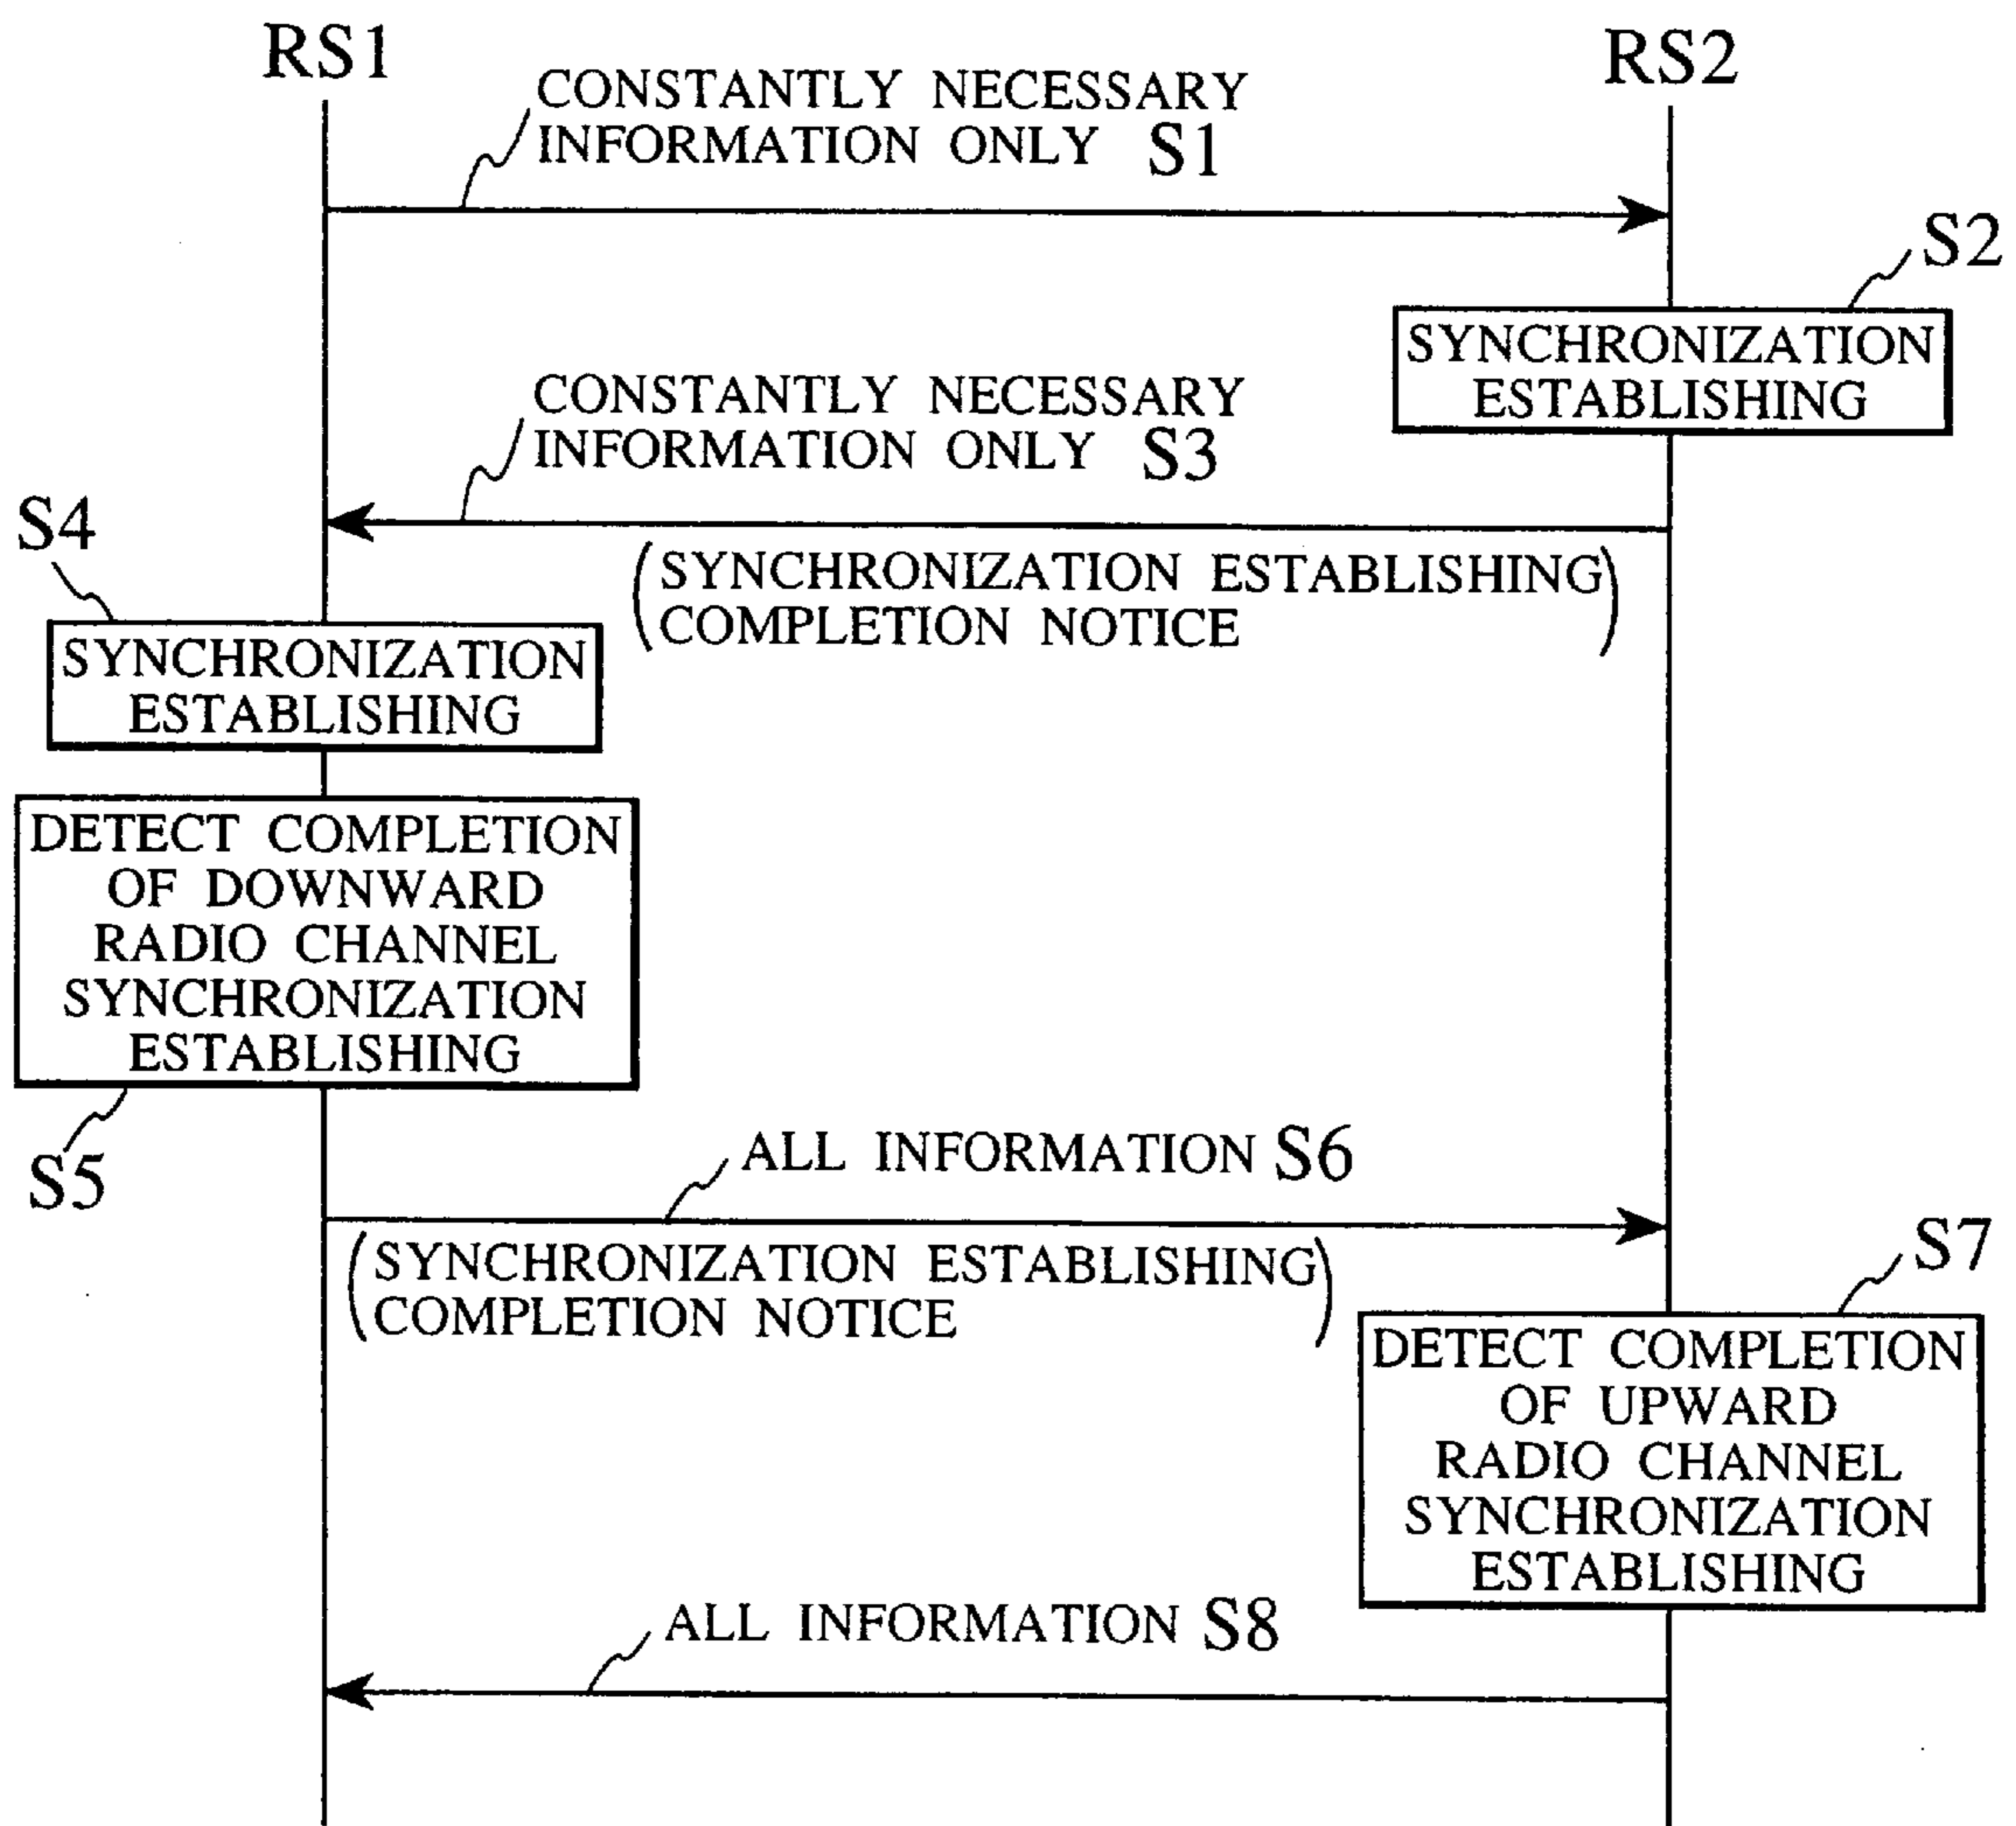 RS1
RS2
CONSTANTLY NECESSARY
INFORMATION ONLY S1
S2
SYNCHRONIZATION
ESTABLISHING
CONSTANTLY NECESSARY
INFORMATION ONLY S3
S4
(SYNCHRONIZATION ESTABLISHING
COMPLETION NOTICE)
SYNCHRONIZATION
ESTABLISHING
DETECT COMPLETION
OF DOWNWARD
RADIO CHANNEL
SYNCHRONIZATION
ESTABLISHING
S5
ALL INFORMATION S6
(SYNCHRONIZATION ESTABLISHING
COMPLETION NOTICE)
S7
DETECT COMPLETION
OF UPWARD
RADIO CHANNEL
SYNCHRONIZATION
ESTABLISHING
ALL INFORMATION S8